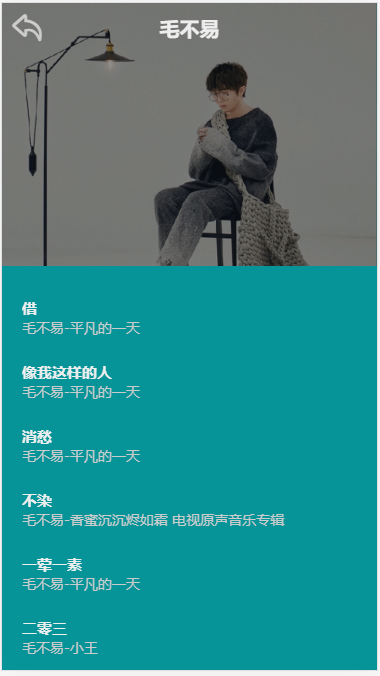 毛不易
借
毛不易-平凡的一天
像我这样的人
毛不易-平凡的一天
消愁
毛不易-平凡的一天
不染
毛不易-香蜜沉沉烬如霜 电视原声音乐专辑
一荤一素
毛不易-平凡的一天
二零三
毛不易-小王